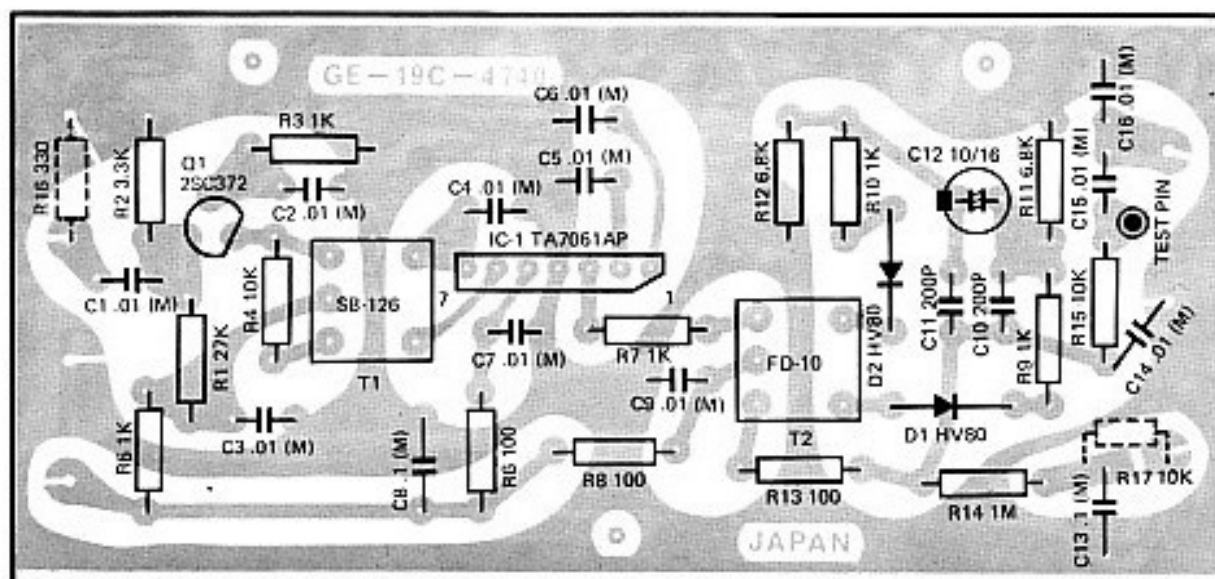 GE-19C-4740
R16 330
R2 3.3K
Q1
2SC372
R3 1K
C2 .01 (M)
C6 .01 (M)
C5 .01 (M)
C4 .01 (M)
IC-1 TA7061AP
7
1
R12 6.8K
R10 1K
C12 10/16
R11 6.8K
C16 .01 (M)
C15 .01 (M)
TEST PIN
C1 .01 (M)
R4 10K
SB-126
T1
R1 27K
C7 .01 (M)
R7 1K
C9 .01 (M)
FD-10
T2
D2 HV80
C11 200P
C10 200P
R9 1K
R15 10K
C14 .01 (M)
D1 HV80
R6 1K
C3 .01 (M)
C8 .1 (M)
R6 100
R8 100
R13 100
R14 1M
R17 10K
C13 .1 (M)
JAPAN